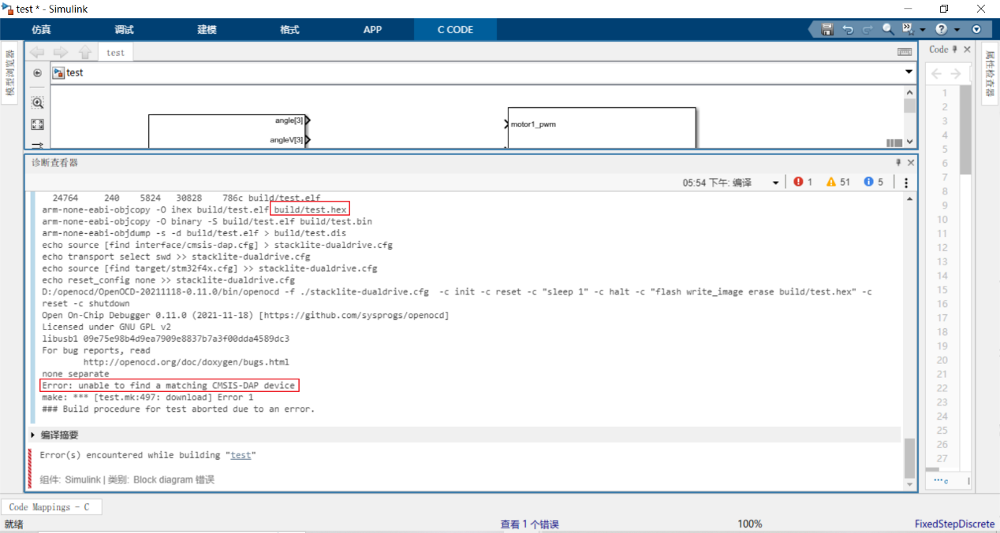 test * - Simulink
仿真 调试 建模 格式 APP C CODE
模型浏览器
test
Code
属性检查器
test
angle[3]
angleV[3]
motor1_pwm
诊断查看器
05:54 下午: 编译 1 51 5
24764 240 5824 30828 786c build/test.elf
arm-none-eabi-objcopy -O ihex build/test.elf build/test.hex
arm-none-eabi-objcopy -O binary -S build/test.elf build/test.bin
arm-none-eabi-objdump -s -d build/test.elf > build/test.dis
echo source [find interface/cmsis-dap.cfg] > stacklite-dualdrive.cfg
echo transport select swd >> stacklite-dualdrive.cfg
echo source [find target/stm32f4x.cfg] >> stacklite-dualdrive.cfg
echo reset_config none >> stacklite-dualdrive.cfg
D:/openocd/OpenOCD-20211118-0.11.0/bin/openocd -f ./stacklite-dualdrive.cfg -c init -c reset -c "sleep 1" -c halt -c "flash write_image erase build/test.hex" -c
reset -c shutdown
Open On-Chip Debugger 0.11.0 (2021-11-18) [https://github.com/sysprogs/openocd]
Licensed under GNU GPL v2
libusb1 09e75e98b4d9ea7909e8837b7a3f00dda4589dc3
For bug reports, read
http://openocd.org/doc/doxygen/bugs.html
none separate
Error: unable to find a matching CMSIS-DAP device
make: *** [test.mk:497: download] Error 1
### Build procedure for test aborted due to an error.
编译摘要
Error(s) encountered while building "test"
组件: Simulink | 类别: Block diagram 错误
1
2
3
4
5
6
7
8
9
10
11
12
13
14
15
16
17
18
19
20
21
22
23
24
25
26
27
···c
Code Mappings - C
就绪 查看 1 个错误 100% FixedStepDiscrete